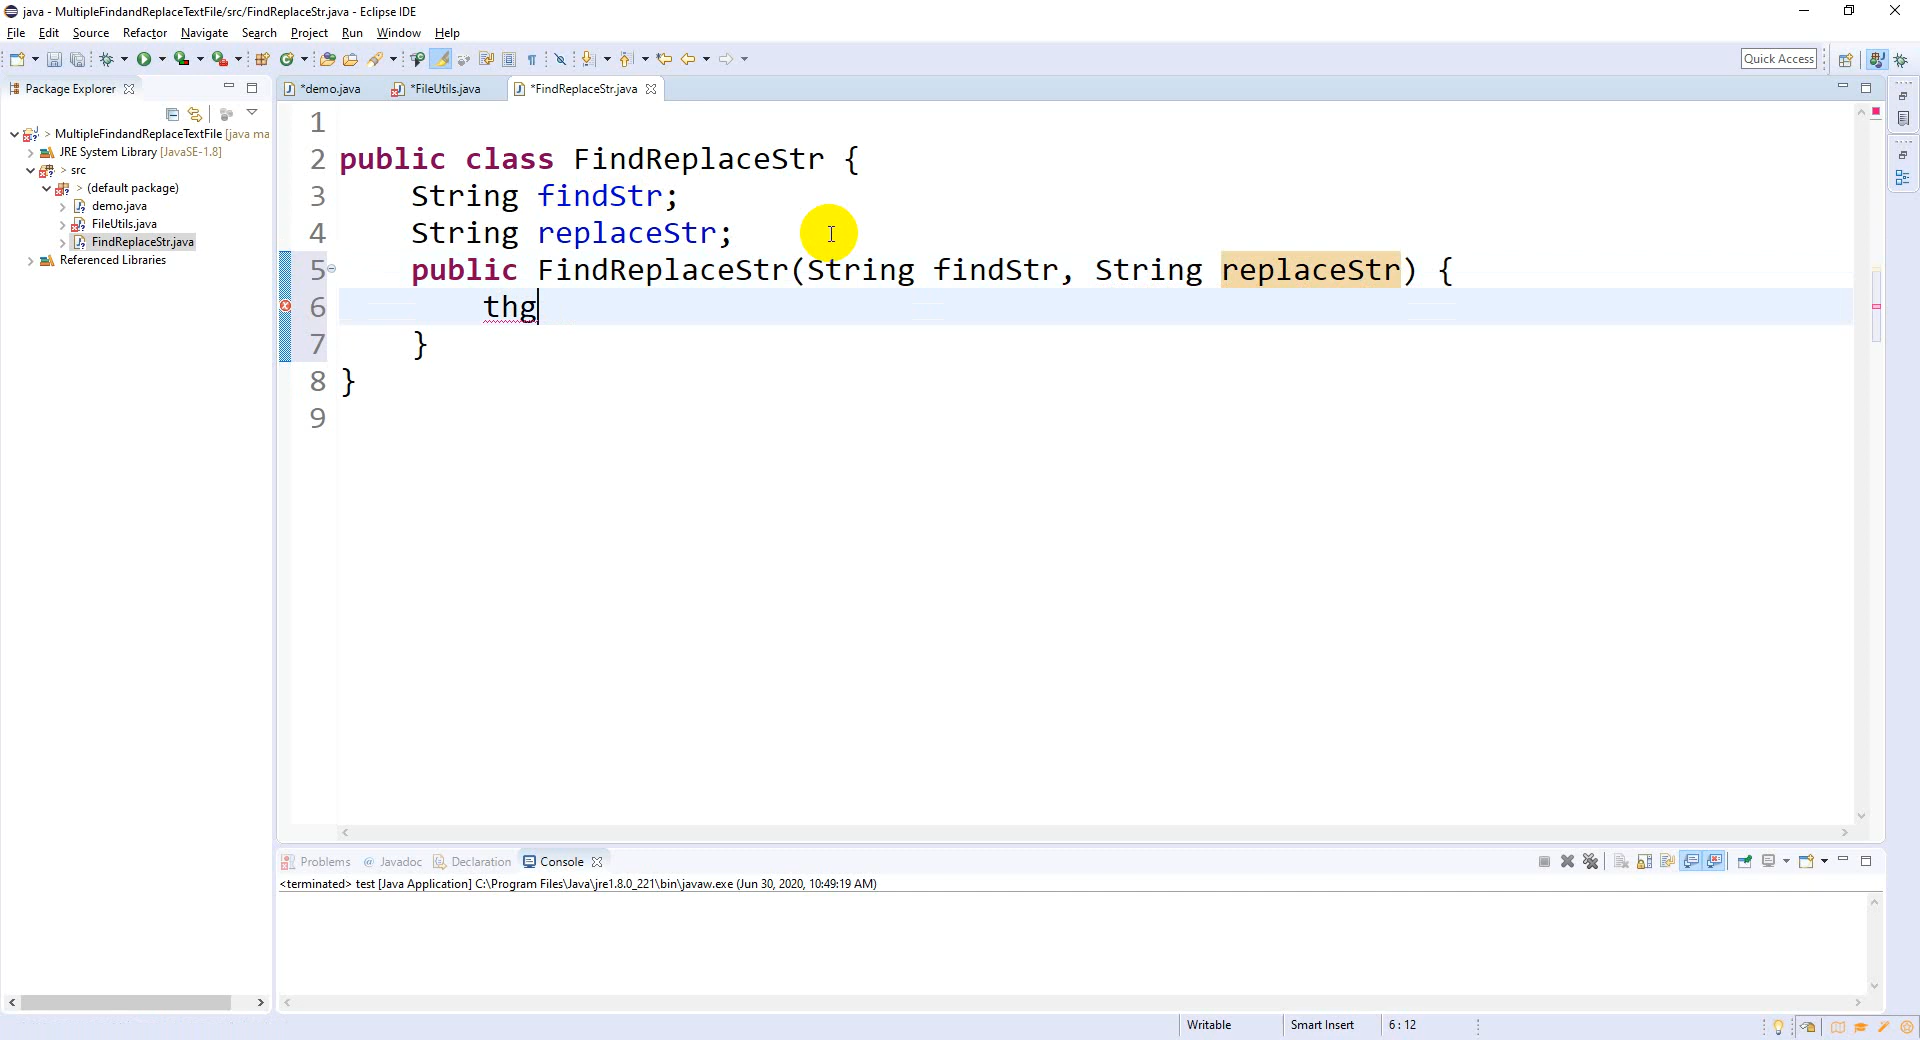 java - MultipleFindandReplaceTextFile/src/FindReplaceStr.java - Eclipse IDE
File Edit Source Refactor Navigate Search Project Run Window Help
Quick Access
Package Explorer
*demo.java *FileUtils.java *FindReplaceStr.java
> MultipleFindandReplaceTextFile [java ma
JRE System Library [JavaSE-1.8]
> src
> (default package)
demo.java
FileUtils.java
FindReplaceStr.java
Referenced Libraries
1
2 public class FindReplaceStr {
3 String findStr;
4 String replaceStr;
5 public FindReplaceStr(String findStr, String replaceStr) {
6 thg
7 }
8 }
9
Problems @ Javadoc Declaration Console
<terminated> test [Java Application] C:\Program Files\Java\jre1.8.0_221\bin\javaw.exe (Jun 30, 2020, 10:49:19 AM)
Writable Smart Insert 6 : 12